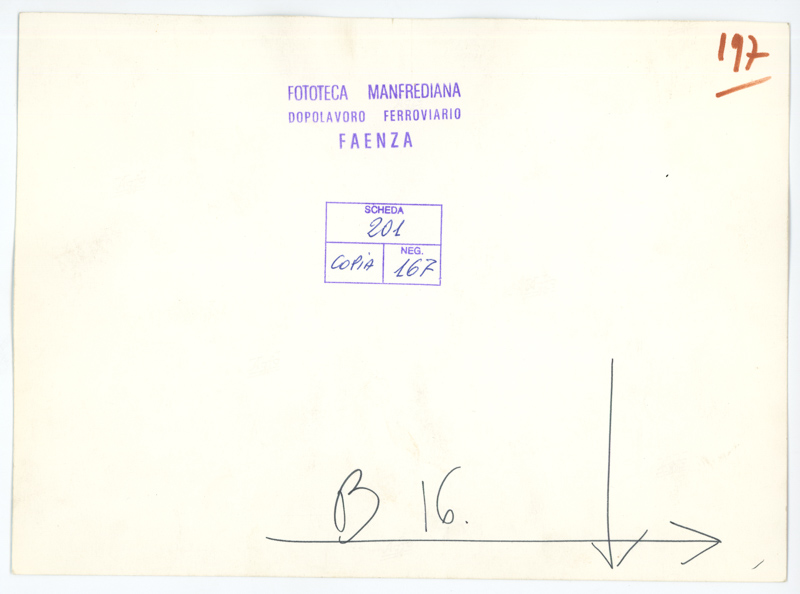 197
FOTOTECA MANFREDIANA
DOPOLAVORO FERROVIARIO
FAENZA
SCHEDA
201
COPIA
NEG.
167
B 16.